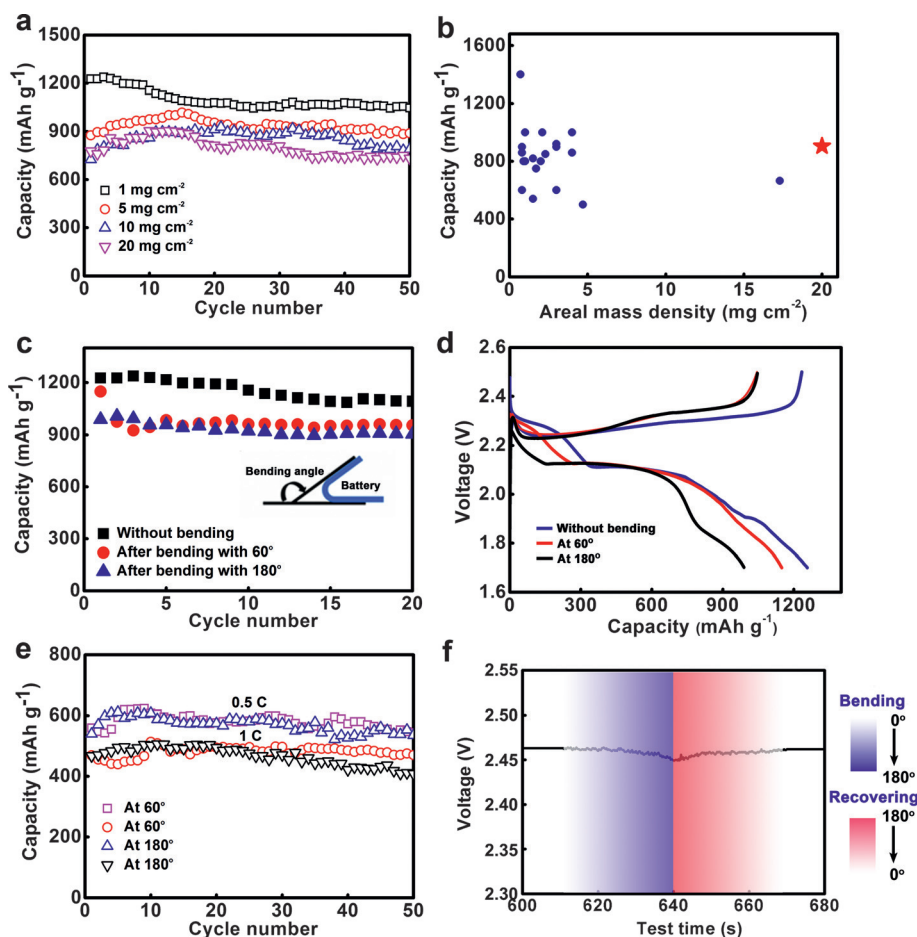 a
1500
1200
900
600
300
0
0 10 20 30 40 50
Capacity (mAh g⁻¹)
Cycle number
1 mg cm⁻²
5 mg cm⁻²
10 mg cm⁻²
20 mg cm⁻²
b
1600
1200
800
400
0
0 5 10 15 20
Capacity (mAh g⁻¹)
Areal mass density (mg cm⁻²)
c
1200
900
600
300
0
0 5 10 15 20
Capacity (mAh g⁻¹)
Cycle number
Bending angle
Battery
Without bending
After bending with 60°
After bending with 180°
d
2.6
2.4
2.2
2.0
1.8
1.6
0 300 600 900 1200
Voltage (V)
Capacity (mAh g⁻¹)
Without bending
At 60°
At 180°
e
800
600
400
200
0
0 10 20 30 40 50
Capacity (mAh g⁻¹)
Cycle number
0.5 C
1 C
At 60°
At 60°
At 180°
At 180°
f
2.55
2.50
2.45
2.40
2.35
2.30
600 620 640 660 680
Voltage (V)
Test time (s)
Bending
0°
180°
Recovering
180°
0°